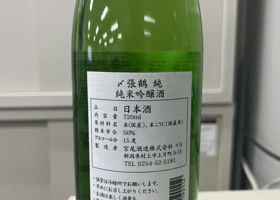 〆張鶴 純
純米吟醸酒
品目 日本酒
内容量 720ml
原材料名 米(国産)、米こうじ(国産米)
精米歩合 50%
アルコール分 15度
製造者 宮尾酒造株式会社
新潟県村上市上片町5-15
TEL 0254-52-5181